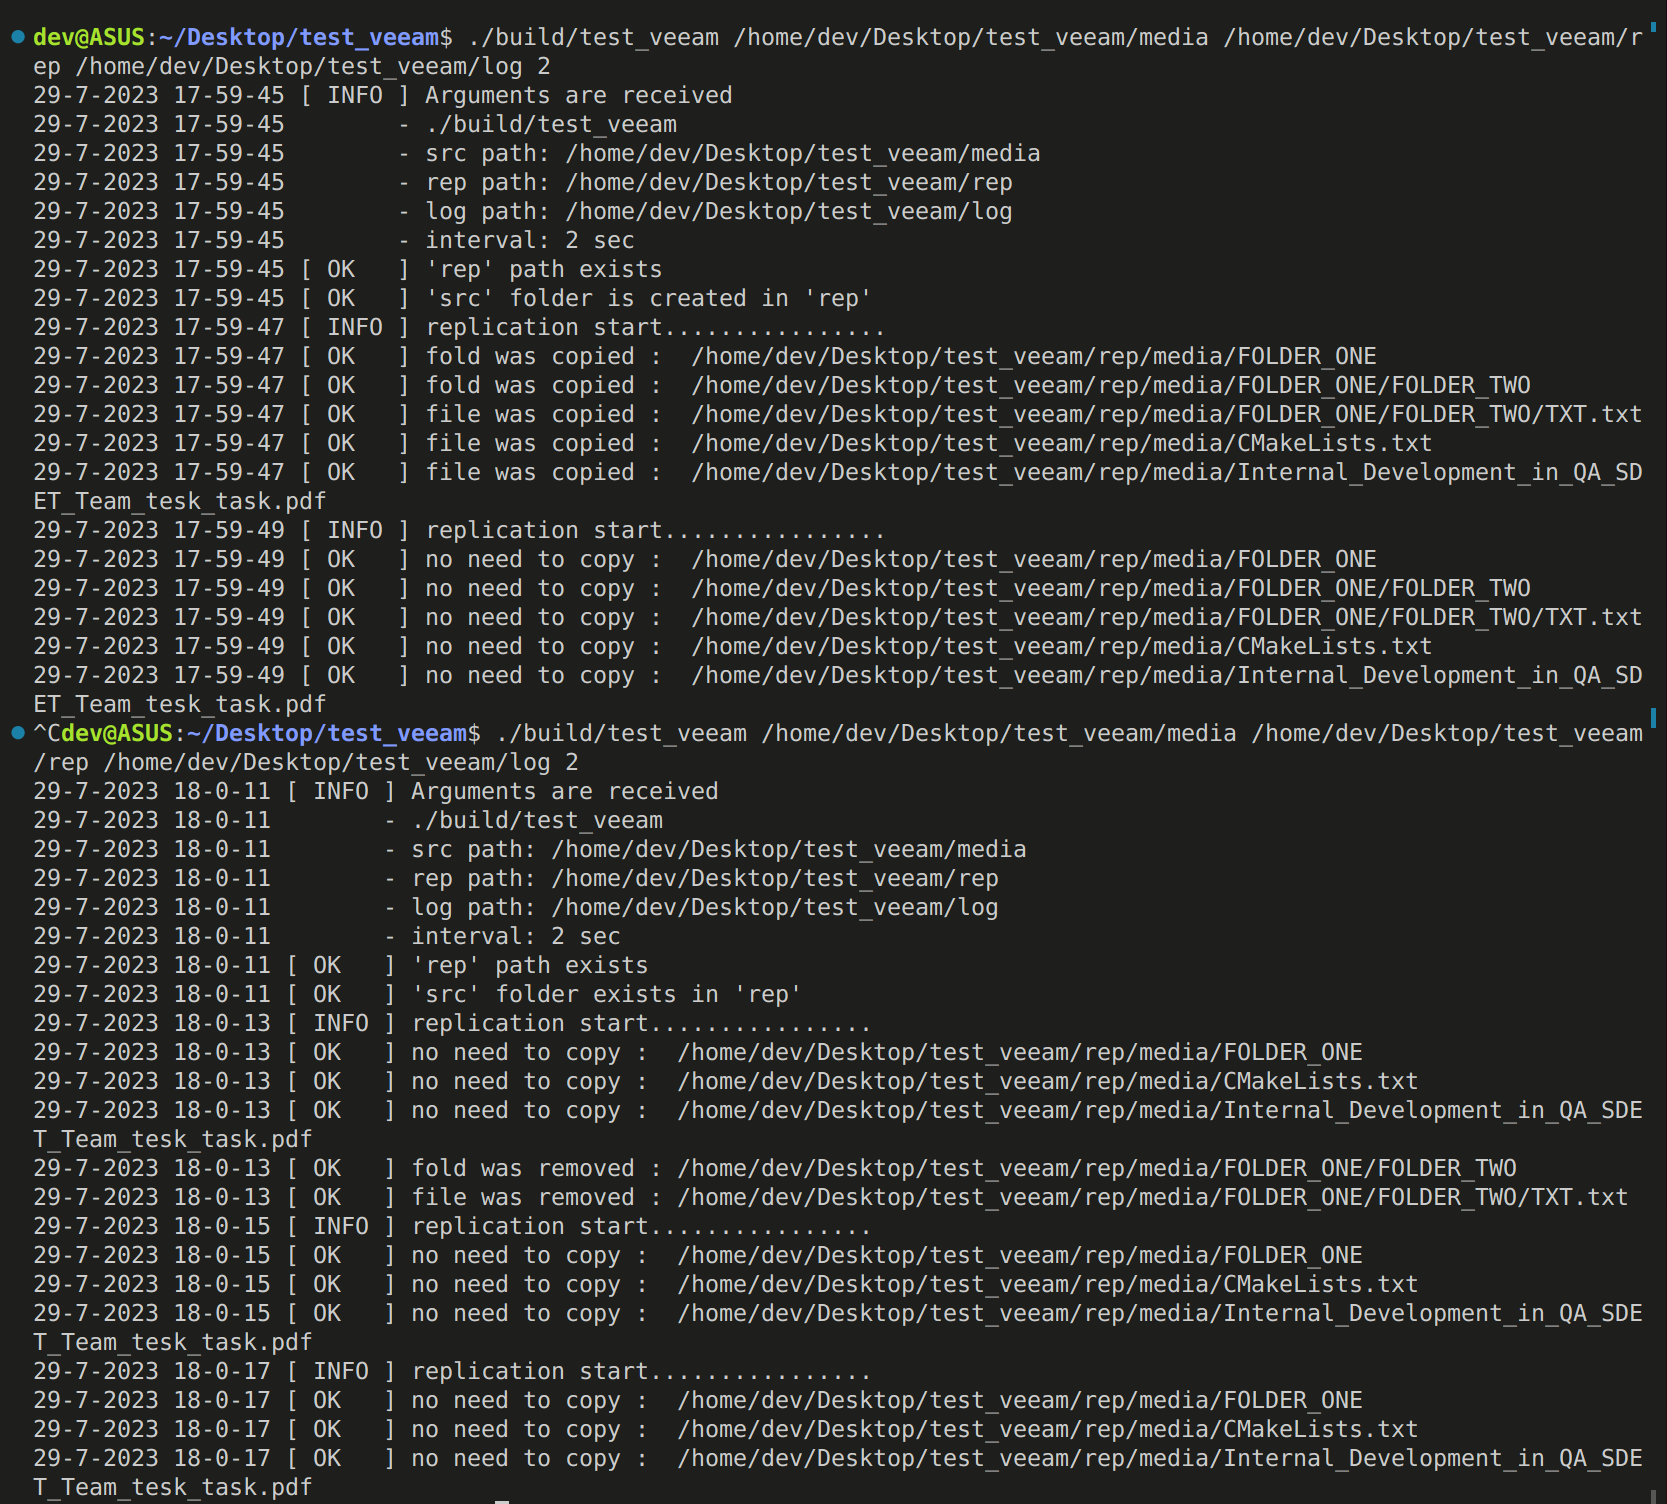 dev@ASUS:~/Desktop/test_veeam$ ./build/test_veeam /home/dev/Desktop/test_veeam/media /home/dev/Desktop/test_veeam/r
ep /home/dev/Desktop/test_veeam/log 2
29-7-2023 17-59-45 [ INFO ] Arguments are received
29-7-2023 17-59-45        - ./build/test_veeam
29-7-2023 17-59-45        - src path: /home/dev/Desktop/test_veeam/media
29-7-2023 17-59-45        - rep path: /home/dev/Desktop/test_veeam/rep
29-7-2023 17-59-45        - log path: /home/dev/Desktop/test_veeam/log
29-7-2023 17-59-45        - interval: 2 sec
29-7-2023 17-59-45 [ OK   ] 'rep' path exists
29-7-2023 17-59-45 [ OK   ] 'src' folder is created in 'rep'
29-7-2023 17-59-47 [ INFO ] replication start................
29-7-2023 17-59-47 [ OK   ] fold was copied :  /home/dev/Desktop/test_veeam/rep/media/FOLDER_ONE
29-7-2023 17-59-47 [ OK   ] fold was copied :  /home/dev/Desktop/test_veeam/rep/media/FOLDER_ONE/FOLDER_TWO
29-7-2023 17-59-47 [ OK   ] file was copied :  /home/dev/Desktop/test_veeam/rep/media/FOLDER_ONE/FOLDER_TWO/TXT.txt
29-7-2023 17-59-47 [ OK   ] file was copied :  /home/dev/Desktop/test_veeam/rep/media/CMakeLists.txt
29-7-2023 17-59-47 [ OK   ] file was copied :  /home/dev/Desktop/test_veeam/rep/media/Internal_Development_in_QA_SD
ET_Team_tesk_task.pdf
29-7-2023 17-59-49 [ INFO ] replication start................
29-7-2023 17-59-49 [ OK   ] no need to copy :  /home/dev/Desktop/test_veeam/rep/media/FOLDER_ONE
29-7-2023 17-59-49 [ OK   ] no need to copy :  /home/dev/Desktop/test_veeam/rep/media/FOLDER_ONE/FOLDER_TWO
29-7-2023 17-59-49 [ OK   ] no need to copy :  /home/dev/Desktop/test_veeam/rep/media/FOLDER_ONE/FOLDER_TWO/TXT.txt
29-7-2023 17-59-49 [ OK   ] no need to copy :  /home/dev/Desktop/test_veeam/rep/media/CMakeLists.txt
29-7-2023 17-59-49 [ OK   ] no need to copy :  /home/dev/Desktop/test_veeam/rep/media/Internal_Development_in_QA_SD
ET_Team_tesk_task.pdf
^Cdev@ASUS:~/Desktop/test_veeam$ ./build/test_veeam /home/dev/Desktop/test_veeam/media /home/dev/Desktop/test_veeam
/rep /home/dev/Desktop/test_veeam/log 2
29-7-2023 18-0-11 [ INFO ] Arguments are received
29-7-2023 18-0-11        - ./build/test_veeam
29-7-2023 18-0-11        - src path: /home/dev/Desktop/test_veeam/media
29-7-2023 18-0-11        - rep path: /home/dev/Desktop/test_veeam/rep
29-7-2023 18-0-11        - log path: /home/dev/Desktop/test_veeam/log
29-7-2023 18-0-11        - interval: 2 sec
29-7-2023 18-0-11 [ OK   ] 'rep' path exists
29-7-2023 18-0-11 [ OK   ] 'src' folder exists in 'rep'
29-7-2023 18-0-13 [ INFO ] replication start................
29-7-2023 18-0-13 [ OK   ] no need to copy :  /home/dev/Desktop/test_veeam/rep/media/FOLDER_ONE
29-7-2023 18-0-13 [ OK   ] no need to copy :  /home/dev/Desktop/test_veeam/rep/media/CMakeLists.txt
29-7-2023 18-0-13 [ OK   ] no need to copy :  /home/dev/Desktop/test_veeam/rep/media/Internal_Development_in_QA_SDE
T_Team_tesk_task.pdf
29-7-2023 18-0-13 [ OK   ] fold was removed : /home/dev/Desktop/test_veeam/rep/media/FOLDER_ONE/FOLDER_TWO
29-7-2023 18-0-13 [ OK   ] file was removed : /home/dev/Desktop/test_veeam/rep/media/FOLDER_ONE/FOLDER_TWO/TXT.txt
29-7-2023 18-0-15 [ INFO ] replication start................
29-7-2023 18-0-15 [ OK   ] no need to copy :  /home/dev/Desktop/test_veeam/rep/media/FOLDER_ONE
29-7-2023 18-0-15 [ OK   ] no need to copy :  /home/dev/Desktop/test_veeam/rep/media/CMakeLists.txt
29-7-2023 18-0-15 [ OK   ] no need to copy :  /home/dev/Desktop/test_veeam/rep/media/Internal_Development_in_QA_SDE
T_Team_tesk_task.pdf
29-7-2023 18-0-17 [ INFO ] replication start................
29-7-2023 18-0-17 [ OK   ] no need to copy :  /home/dev/Desktop/test_veeam/rep/media/FOLDER_ONE
29-7-2023 18-0-17 [ OK   ] no need to copy :  /home/dev/Desktop/test_veeam/rep/media/CMakeLists.txt
29-7-2023 18-0-17 [ OK   ] no need to copy :  /home/dev/Desktop/test_veeam/rep/media/Internal_Development_in_QA_SDE
T_Team_tesk_task.pdf